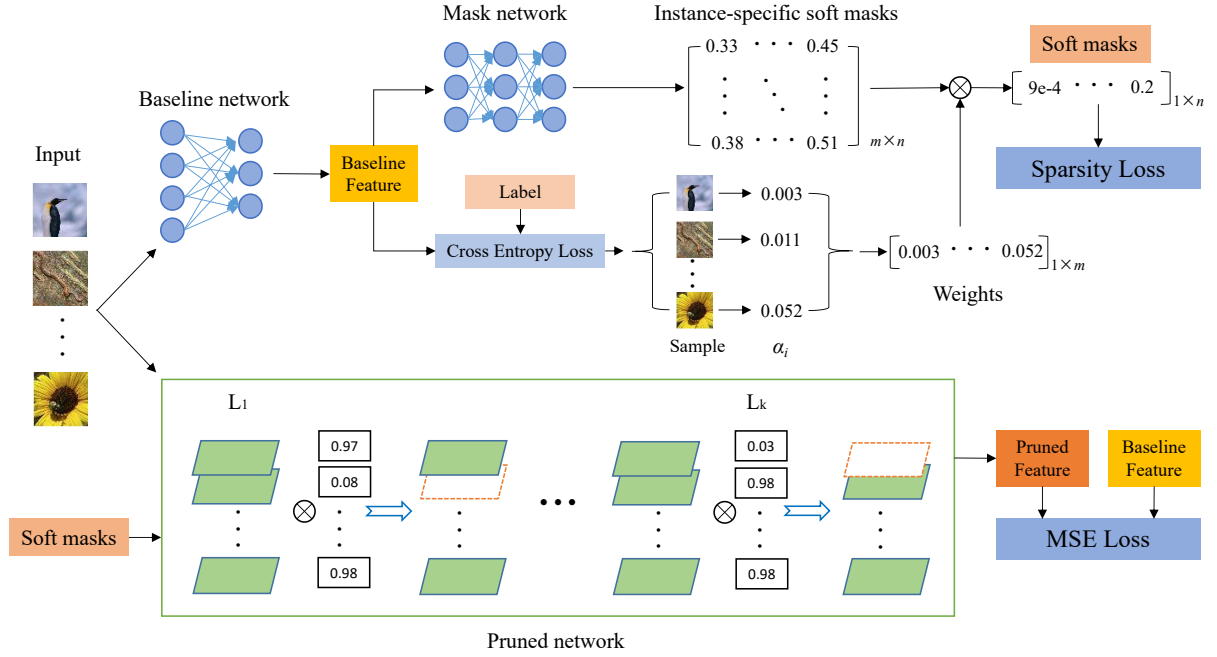 Mask network
Instance-specific soft masks
Soft masks
0.33 · · · 0.45
0.38 · · · 0.51
m×n
9e-4 · · · 0.2
1×n
Sparsity Loss
Baseline network
Input
Baseline
Feature
Label
Cross Entropy Loss
0.003
0.011
0.052
Sample
α_i
0.003 · · · 0.052
1×m
Weights
L1
0.97
0.08
0.98
Lk
0.03
0.98
0.98
Soft masks
Pruned
Feature
Baseline
Feature
MSE Loss
Pruned network